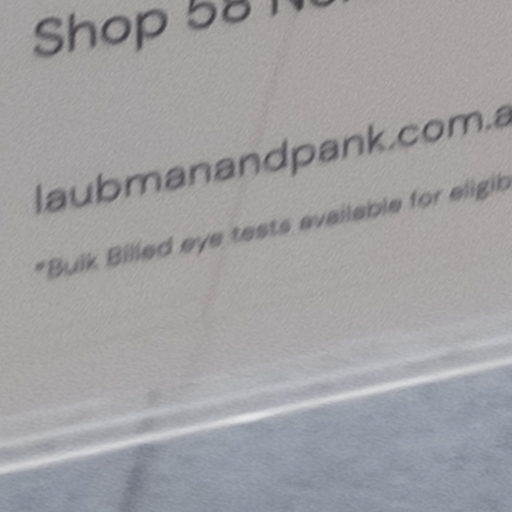 Shop 58
laubmanandpank.com.a
*Bulk Billed eye tests available for eligib